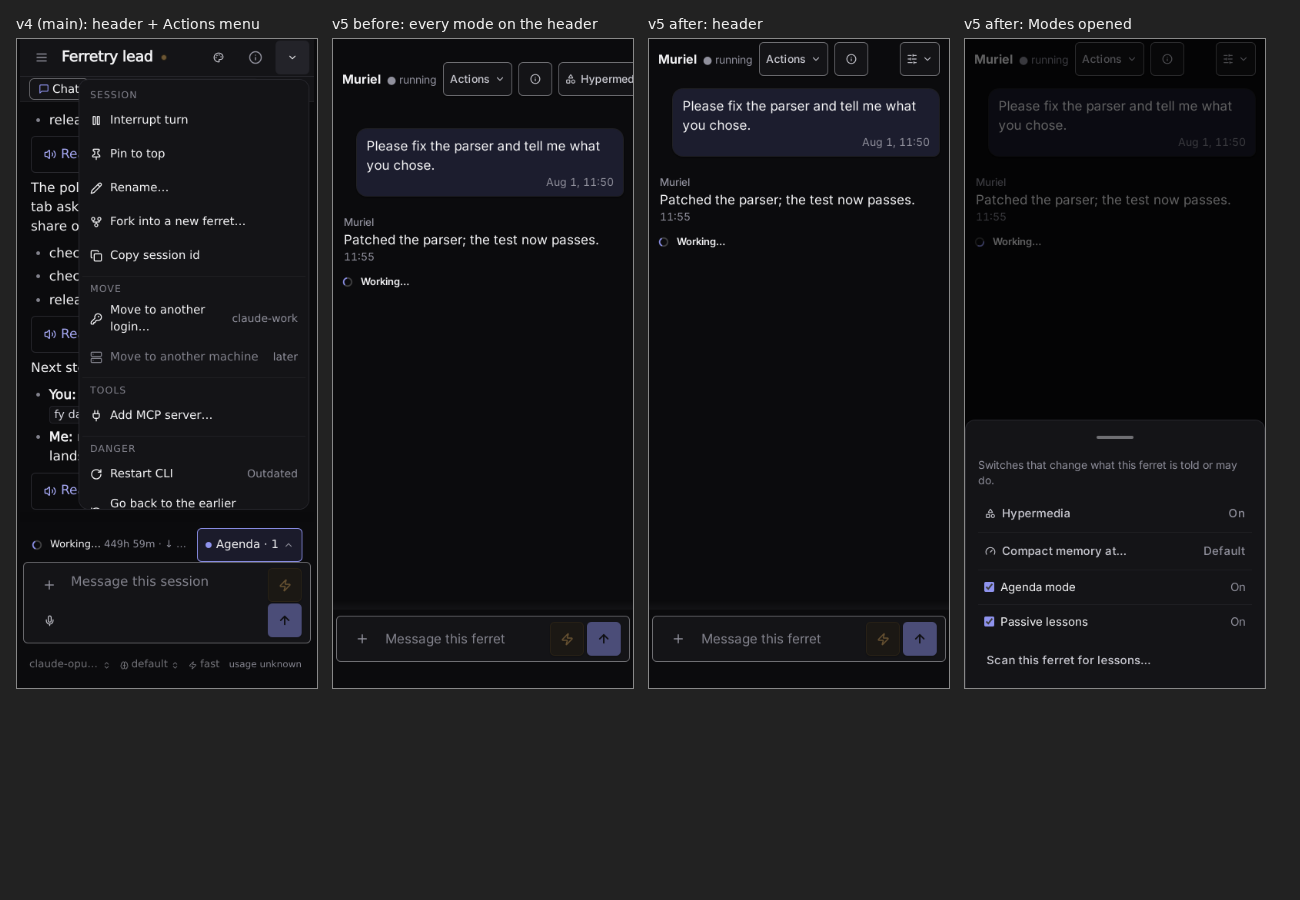 v4 (main): header + Actions menu
Ferretry lead
Chat
SESSION
relea
Interrupt turn
Rea
Pin to top
The pol
Rename...
tab ask
Fork into a new ferret...
share o
Copy session id
chec
chec
MOVE
relea
Move to another
login...
claude-work
Rea
Move to another machine
later
Next st
TOOLS
You:
Add MCP server...
fy da
Me:
DANGER
lands
Restart CLI
Outdated
Rea
Go back to the earlier
Working... 449h 59m · ↓ ...
Agenda · 1
Message this session
claude-opu...
default
fast
usage unknown
v5 before: every mode on the header
Muriel
running
Actions
Hypermed
Please fix the parser and tell me what
you chose.
Aug 1, 11:50
Muriel
Patched the parser; the test now passes.
11:55
Working...
Message this ferret
v5 after: header
Muriel
running
Actions
Please fix the parser and tell me what
you chose.
Aug 1, 11:50
Muriel
Patched the parser; the test now passes.
11:55
Working...
Message this ferret
v5 after: Modes opened
Muriel
running
Actions
Please fix the parser and tell me what
you chose.
Aug 1, 11:50
Muriel
Patched the parser; the test now passes.
11:55
Working...
Switches that change what this ferret is told or may
do.
Hypermedia
On
Compact memory at...
Default
Agenda mode
On
Passive lessons
On
Scan this ferret for lessons...